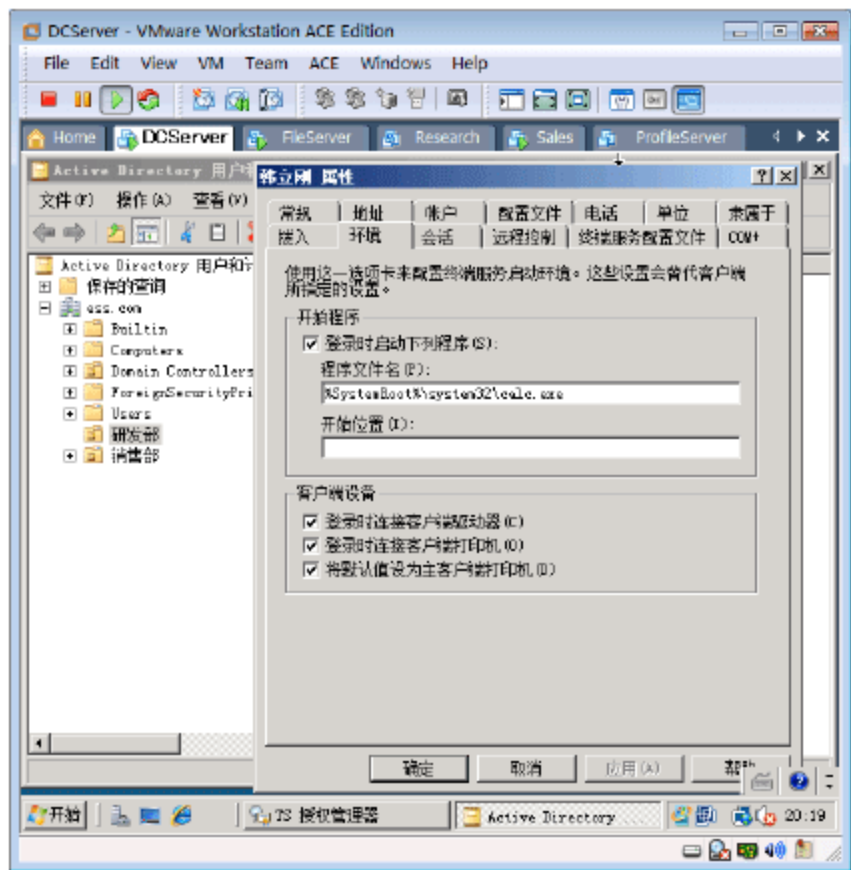 DCServer - VMware Workstation ACE Edition
File Edit View VM Team ACE Windows Help
Home DCServer FileServer Research Sales ProfileServer
Active Directory 用户和
文件(F) 操作(A) 查看(V)
Active Directory 用户和计
保存的查询
ess.com
Builtin
Computers
Domain Controllers
ForeignSecurityPri
Users
研发部
销售部
韩立刚 属性
常规 地址 帐户 配置文件 电话 单位 隶属于
拨入 环境 会话 远程控制 终端服务配置文件 COM+
使用这一选项卡来配置终端服务启动环境。这些设置会替代客户端
所指定的设置。
开始程序
登录时启动下列程序(S):
程序文件名(P):
%SystemRoot%\system32\calc.exe
开始位置(I):
客户端设备
登录时连接客户端驱动器(C)
登录时连接客户端打印机(O)
将默认值设为主客户端打印机(D)
确定 取消 应用(A)
开始 TS 授权管理器 Active Directory 20:19